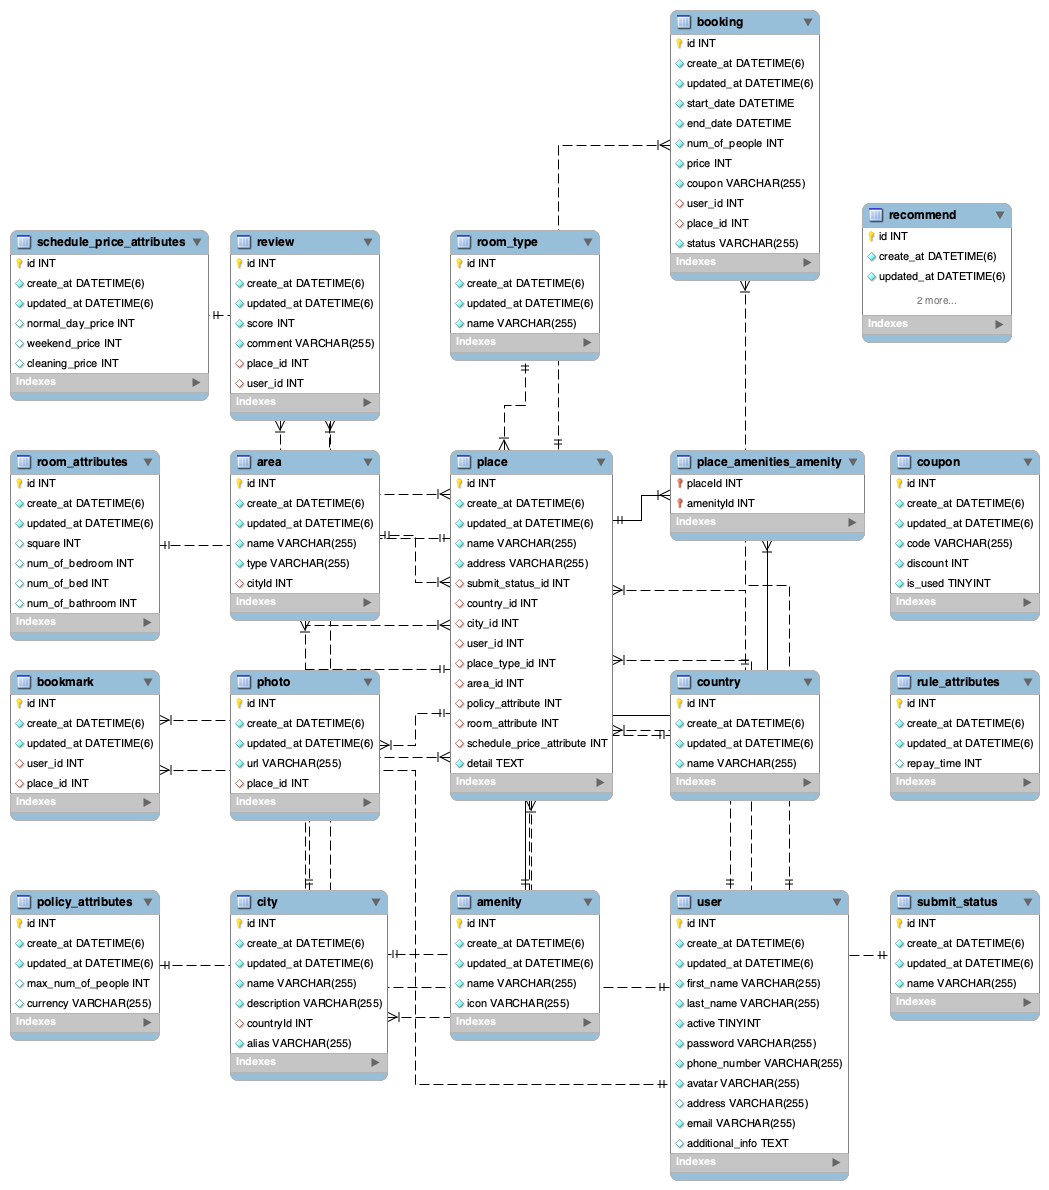 booking
id INT
create_at DATETIME(6)
updated_at DATETIME(6)
start_date DATETIME
end_date DATETIME
num_of_people INT
price INT
coupon VARCHAR(255)
user_id INT
place_id INT
status VARCHAR(255)
Indexes
recommend
id INT
create_at DATETIME(6)
updated_at DATETIME(6)
2 more...
Indexes
schedule_price_attributes
id INT
create_at DATETIME(6)
updated_at DATETIME(6)
normal_day_price INT
weekend_price INT
cleaning_price INT
Indexes
review
id INT
create_at DATETIME(6)
updated_at DATETIME(6)
score INT
comment VARCHAR(255)
place_id INT
user_id INT
Indexes
room_type
id INT
create_at DATETIME(6)
updated_at DATETIME(6)
name VARCHAR(255)
Indexes
room_attributes
id INT
create_at DATETIME(6)
updated_at DATETIME(6)
square INT
num_of_bedroom INT
num_of_bed INT
num_of_bathroom INT
Indexes
area
id INT
create_at DATETIME(6)
updated_at DATETIME(6)
name VARCHAR(255)
type VARCHAR(255)
cityId INT
Indexes
place
id INT
create_at DATETIME(6)
updated_at DATETIME(6)
name VARCHAR(255)
address VARCHAR(255)
submit_status_id INT
country_id INT
city_id INT
user_id INT
place_type_id INT
area_id INT
policy_attribute INT
room_attribute INT
schedule_price_attribute INT
detail TEXT
Indexes
place_amenities_amenity
placeId INT
amenityId INT
Indexes
coupon
id INT
create_at DATETIME(6)
updated_at DATETIME(6)
code VARCHAR(255)
discount INT
is_used TINYINT
Indexes
bookmark
id INT
create_at DATETIME(6)
updated_at DATETIME(6)
user_id INT
place_id INT
Indexes
photo
id INT
create_at DATETIME(6)
updated_at DATETIME(6)
url VARCHAR(255)
place_id INT
Indexes
country
id INT
create_at DATETIME(6)
updated_at DATETIME(6)
name VARCHAR(255)
Indexes
rule_attributes
id INT
create_at DATETIME(6)
updated_at DATETIME(6)
repay_time INT
Indexes
policy_attributes
id INT
create_at DATETIME(6)
updated_at DATETIME(6)
max_num_of_people INT
currency VARCHAR(255)
Indexes
city
id INT
create_at DATETIME(6)
updated_at DATETIME(6)
name VARCHAR(255)
description VARCHAR(255)
countryId INT
alias VARCHAR(255)
Indexes
amenity
id INT
create_at DATETIME(6)
updated_at DATETIME(6)
name VARCHAR(255)
icon VARCHAR(255)
Indexes
user
id INT
create_at DATETIME(6)
updated_at DATETIME(6)
first_name VARCHAR(255)
last_name VARCHAR(255)
active TINYINT
password VARCHAR(255)
phone_number VARCHAR(255)
avatar VARCHAR(255)
address VARCHAR(255)
email VARCHAR(255)
additional_info TEXT
Indexes
submit_status
id INT
create_at DATETIME(6)
updated_at DATETIME(6)
name VARCHAR(255)
Indexes